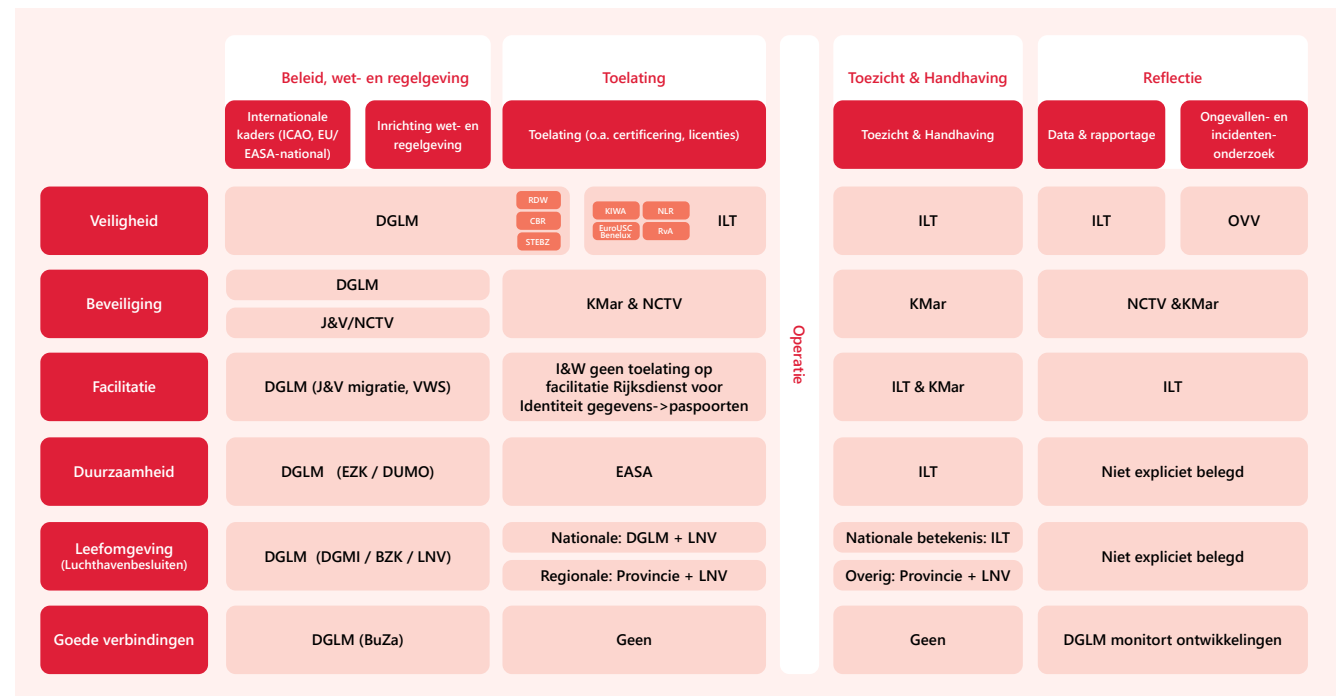 Beleid, wet- en regelgeving
Toelating
Toezicht & Handhaving
Reflectie
Internationale
kaders (ICAO, EU/
EASA-national)
Inrichting wet- en
regelgeving
Toelating (o.a. certificering, licenties)
Toezicht & Handhaving
Data & rapportage
Ongevallen- en
incidenten-
onderzoek
Operatie
Veiligheid
DGLM
RDW
CBR
STEBZ
KIWA
NLR
EuroUSC
Benelux
RvA
ILT
ILT
ILT
OVV
Beveiliging
DGLM
J&V/NCTV
KMar & NCTV
KMar
NCTV &KMar
Facilitatie
DGLM (J&V migratie, VWS)
I&W geen toelating op
facilitatie Rijksdienst voor
Identiteit gegevens->paspoorten
ILT & KMar
ILT
Duurzaamheid
DGLM (EZK / DUMO)
EASA
ILT
Niet expliciet belegd
Leefomgeving
(Luchthavenbesluiten)
DGLM (DGMI / BZK / LNV)
Nationale: DGLM + LNV
Regionale: Provincie + LNV
Nationale betekenis: ILT
Overig: Provincie + LNV
Niet expliciet belegd
Goede verbindingen
DGLM (BuZa)
Geen
Geen
DGLM monitort ontwikkelingen